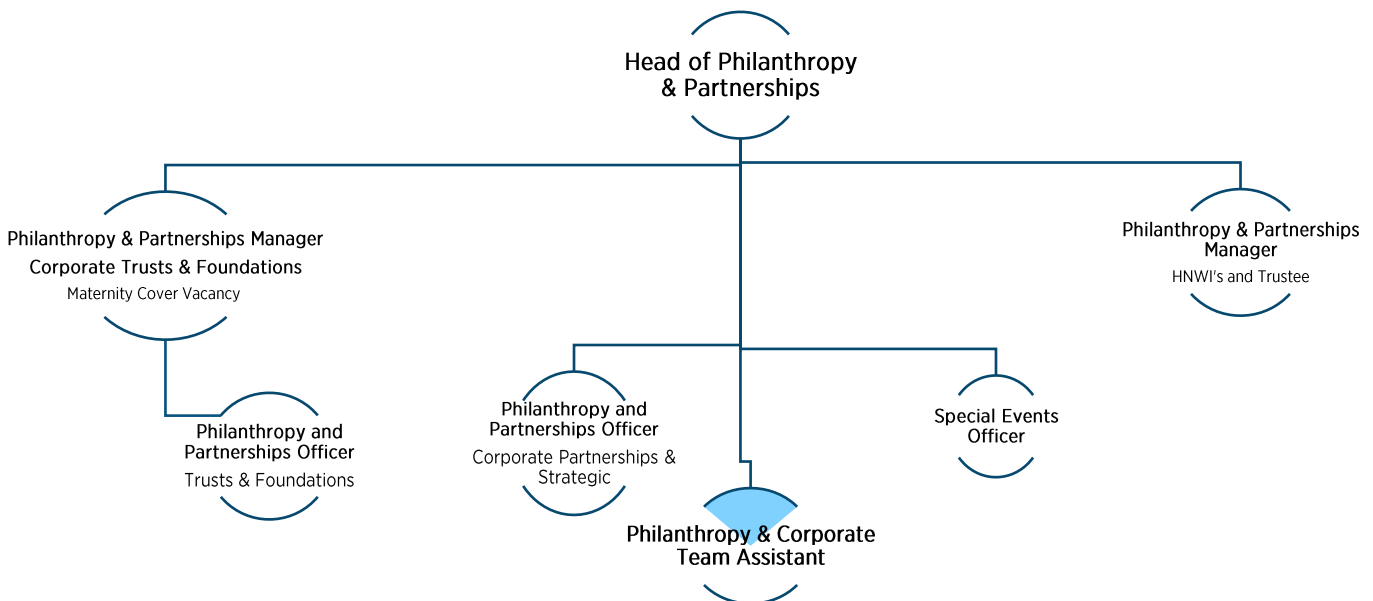 Head of Philanthropy
& Partnerships
Philanthropy & Partnerships Manager
Corporate Trusts & Foundations
Maternity Cover Vacancy
Philanthropy & Partnerships
Manager
HNWI's and Trustee
Philanthropy and
Partnerships Officer
Trusts & Foundations
Philanthropy and
Partnerships Officer
Corporate Partnerships &
Strategic
Special Events
Officer
Philanthropy & Corporate
Team Assistant